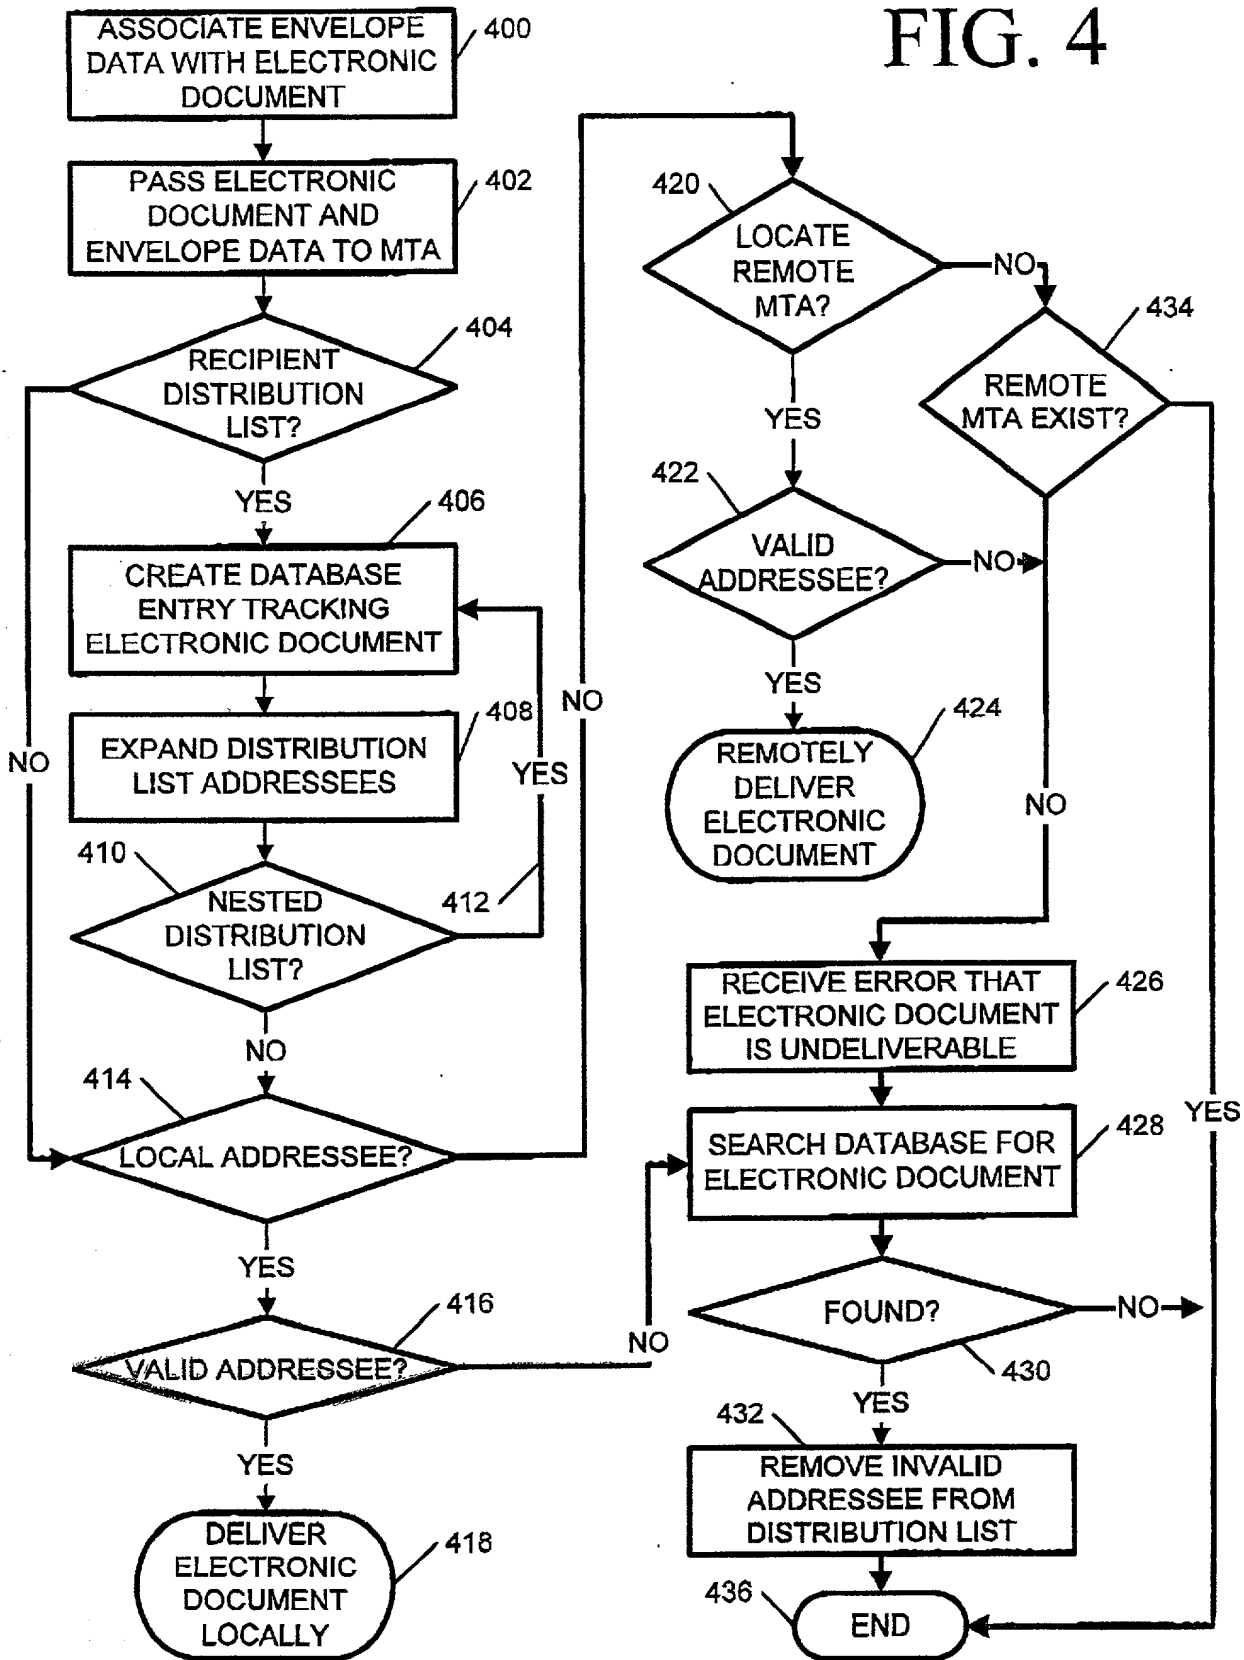 FIG. 4
ASSOCIATE ENVELOPE
DATA WITH ELECTRONIC
DOCUMENT
400
PASS ELECTRONIC
DOCUMENT AND
ENVELOPE DATA TO MTA
402
RECIPIENT
DISTRIBUTION
LIST?
404
YES
NO
CREATE DATABASE
ENTRY TRACKING
ELECTRONIC DOCUMENT
406
EXPAND DISTRIBUTION
LIST ADDRESSEES
408
NESTED
DISTRIBUTION
LIST?
410
YES
412
NO
LOCAL ADDRESSEE?
414
NO
YES
VALID ADDRESSEE?
416
NO
YES
DELIVER
ELECTRONIC
DOCUMENT
LOCALLY
418
LOCATE
REMOTE
MTA?
420
NO
YES
REMOTE
MTA EXIST?
434
VALID
ADDRESSEE?
422
NO
YES
REMOTELY
DELIVER
ELECTRONIC
DOCUMENT
424
NO
YES
RECEIVE ERROR THAT
ELECTRONIC DOCUMENT
IS UNDELIVERABLE
426
SEARCH DATABASE FOR
ELECTRONIC DOCUMENT
428
FOUND?
430
NO
YES
REMOVE INVALID
ADDRESSEE FROM
DISTRIBUTION LIST
432
END
436